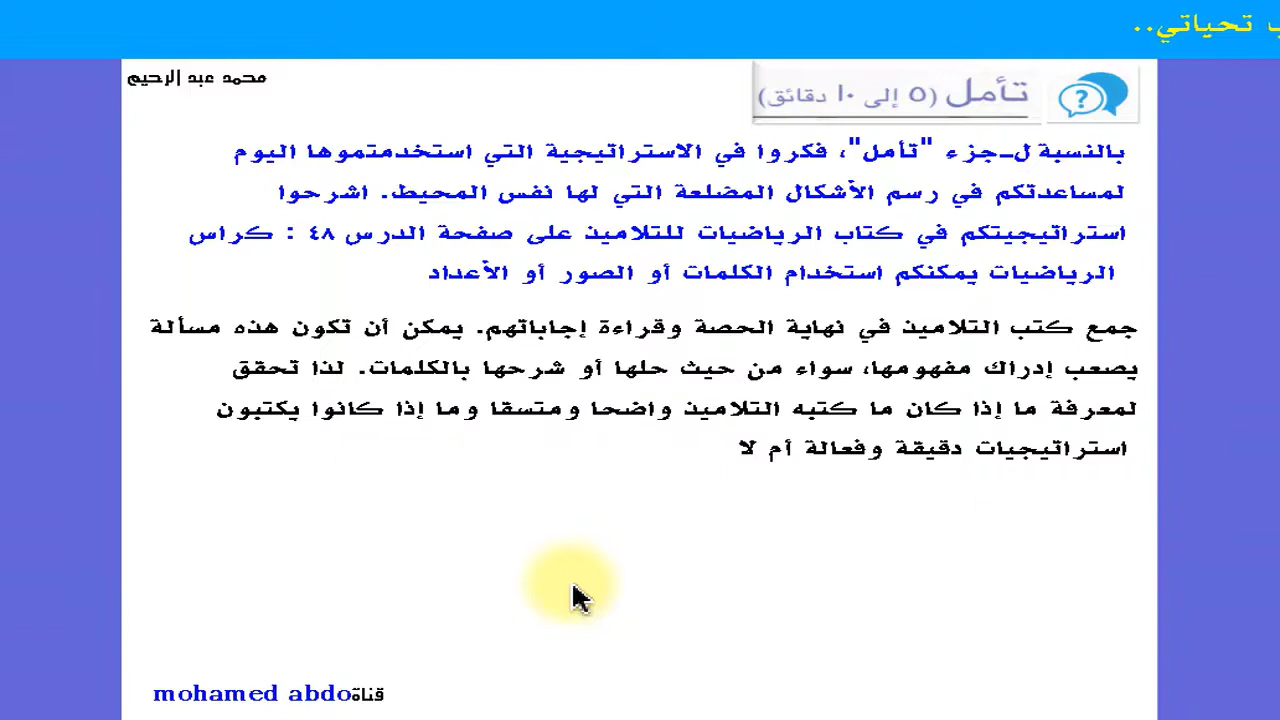 تحياتي..
محمد عبد الرحيم
تأمل (٥ إلى ١٠ دقائق)
بالنسبة ل-جزء "تأمل"، فكروا في الاستراتيجية التي استخدمتموها اليوم
لمساعدتكم في رسم الأشكال المضلعة التي لها نفس المحيط. اشرحوا
استراتيجيتكم في كتاب الرياضيات للتلاميذ على صفحة الدرس ٤٨ : كراس
الرياضيات يمكنكم استخدام الكلمات أو الصور أو الأعداد
جمع كتب التلاميذ في نهاية الحصة وقراءة إجاباتهم. يمكن أن تكون هذه مسألة
يصعب إدراك مفهومها، سواء من حيث حلها أو شرحها بالكلمات. لذا تحقق
لمعرفة ما إذا كان ما كتبه التلاميذ واضحا ومتسقا وما إذا كانوا يكتبون
استراتيجيات دقيقة وفعالة أم لا
قناة mohamed abdo